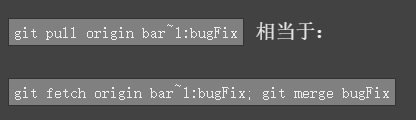 git pull origin bar~1:bugFix 相当于：
git fetch origin bar~1:bugFix; git merge bugFix